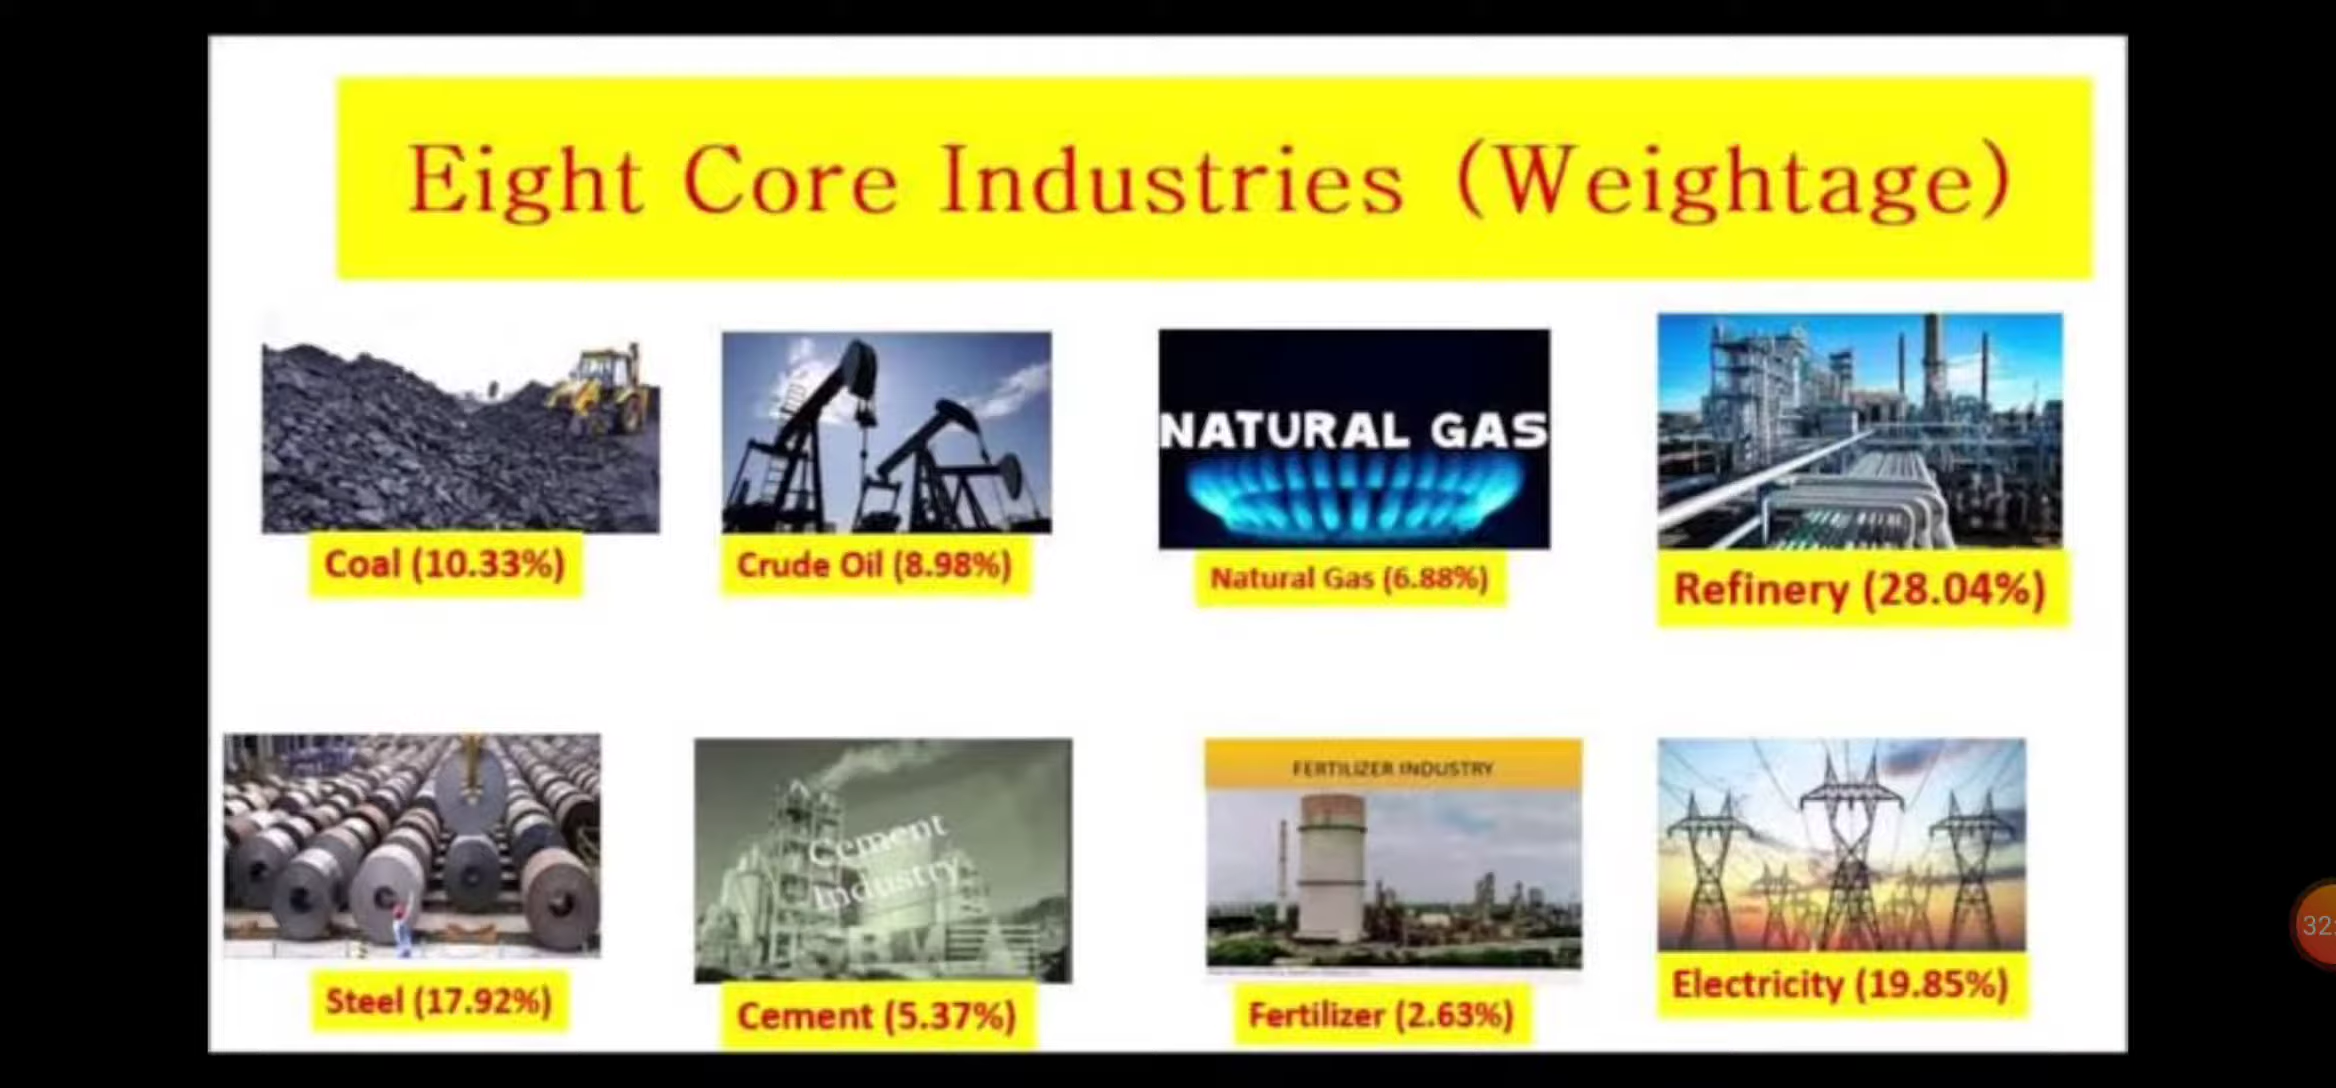 Eight Core Industries (Weightage)
NATURAL GAS
Coal (10.33%)
Crude Oil (8.98%)
Natural Gas (6.88%)
Refinery (28.04%)
FERTILIZER INDUSTRY
Cement
Industry
Steel (17.92%)
Cement (5.37%)
Fertilizer (2.63%)
Electricity (19.85%)